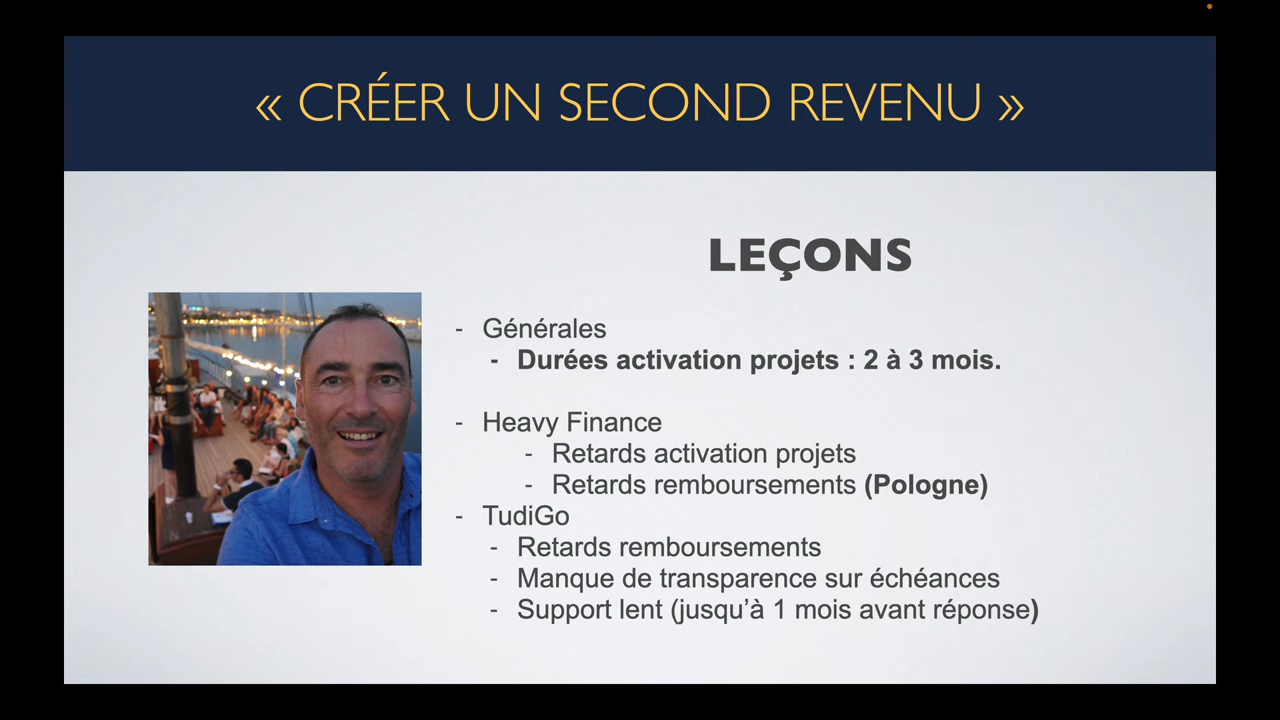 « CRÉER UN SECOND REVENU »
LEÇONS
- Générales
- Durées activation projets : 2 à 3 mois.
- Heavy Finance
- Retards activation projets
- Retards remboursements (Pologne)
- TudiGo
- Retards remboursements
- Manque de transparence sur échéances
- Support lent (jusqu’à 1 mois avant réponse)